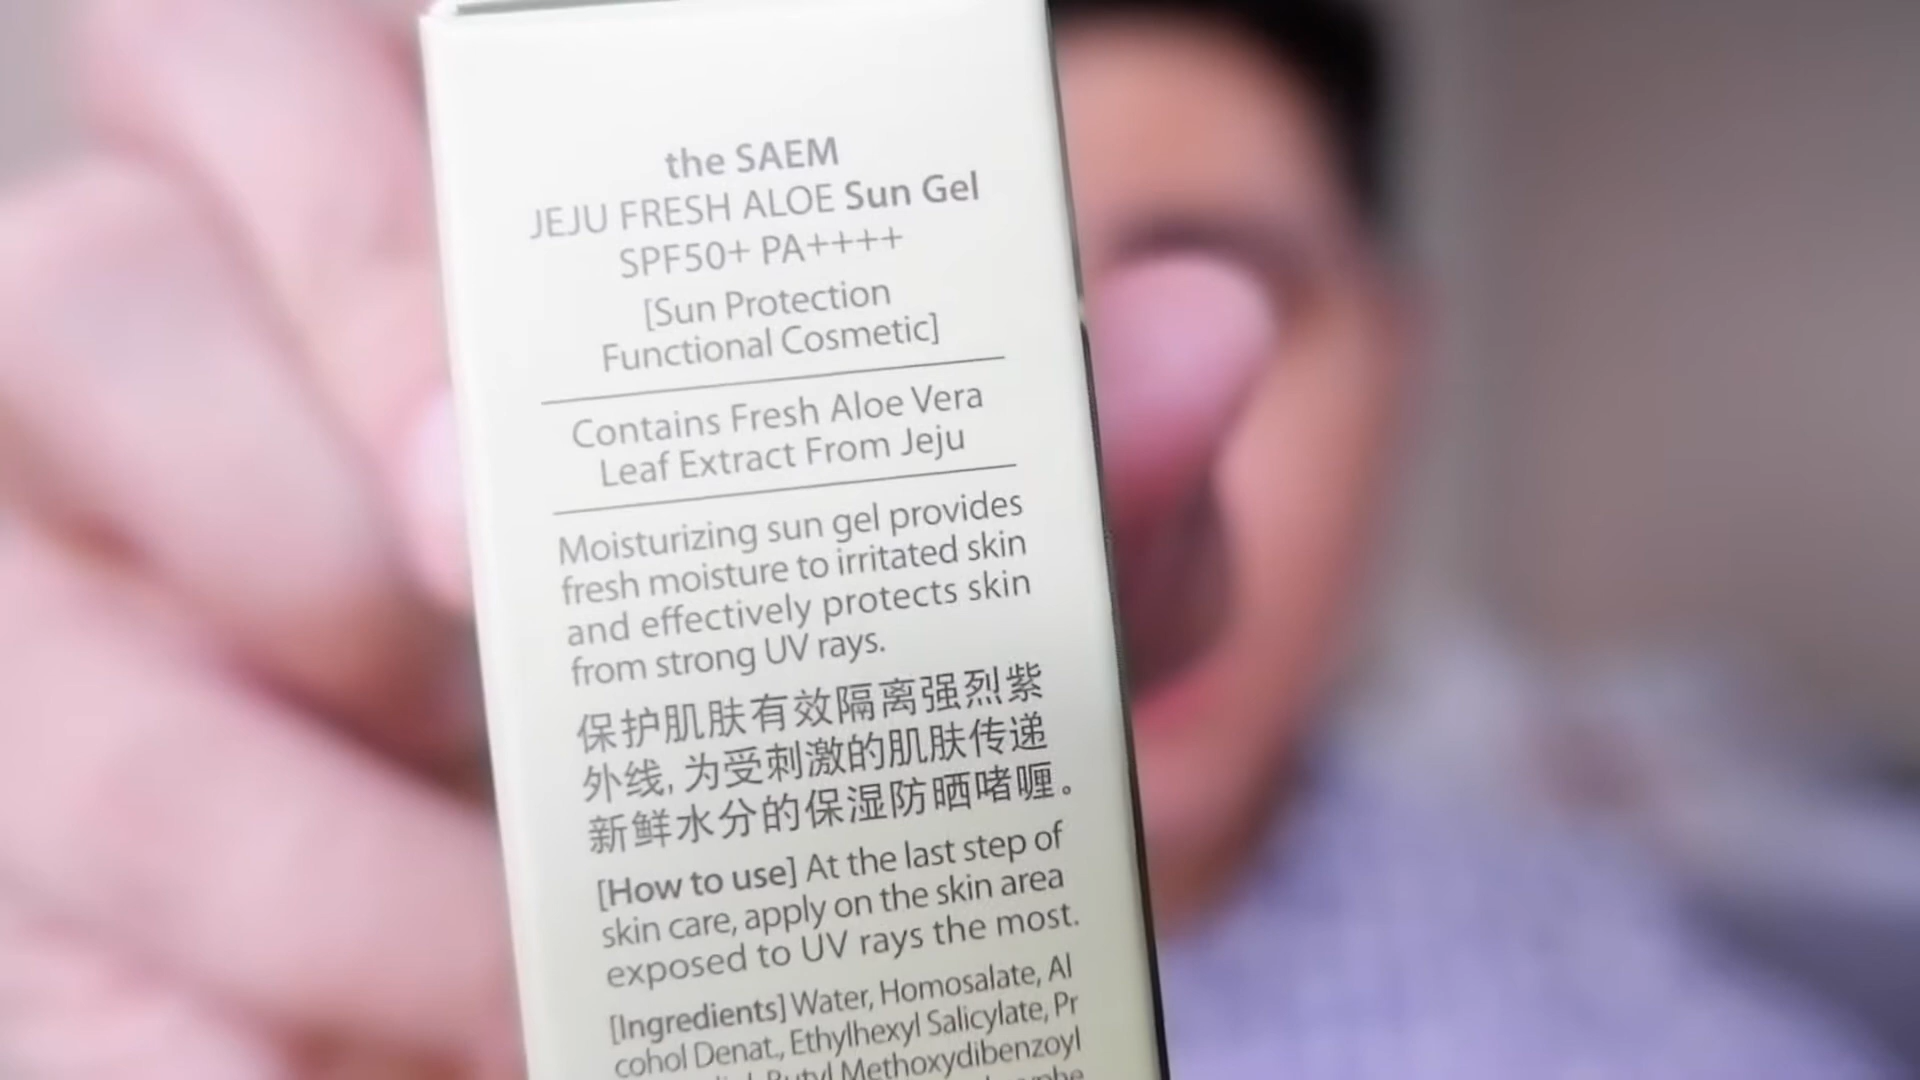 the SAEM
JEJU FRESH ALOE Sun Gel
SPF50+ PA++++
[Sun Protection
Functional Cosmetic]
Contains Fresh Aloe Vera
Leaf Extract From Jeju
Moisturizing sun gel provides
fresh moisture to irritated skin
and effectively protects skin
from strong UV rays.
保护肌肤有效隔离强烈紫
外线, 为受刺激的肌肤传递
新鲜水分的保湿防晒啫喱。
[How to use] At the last step of
skin care, apply on the skin area
exposed to UV rays the most.
[Ingredients] Water, Homosalate, Al
cohol Denat., Ethylhexyl Salicylate, Pr
Butyl Methoxydibenzoyl